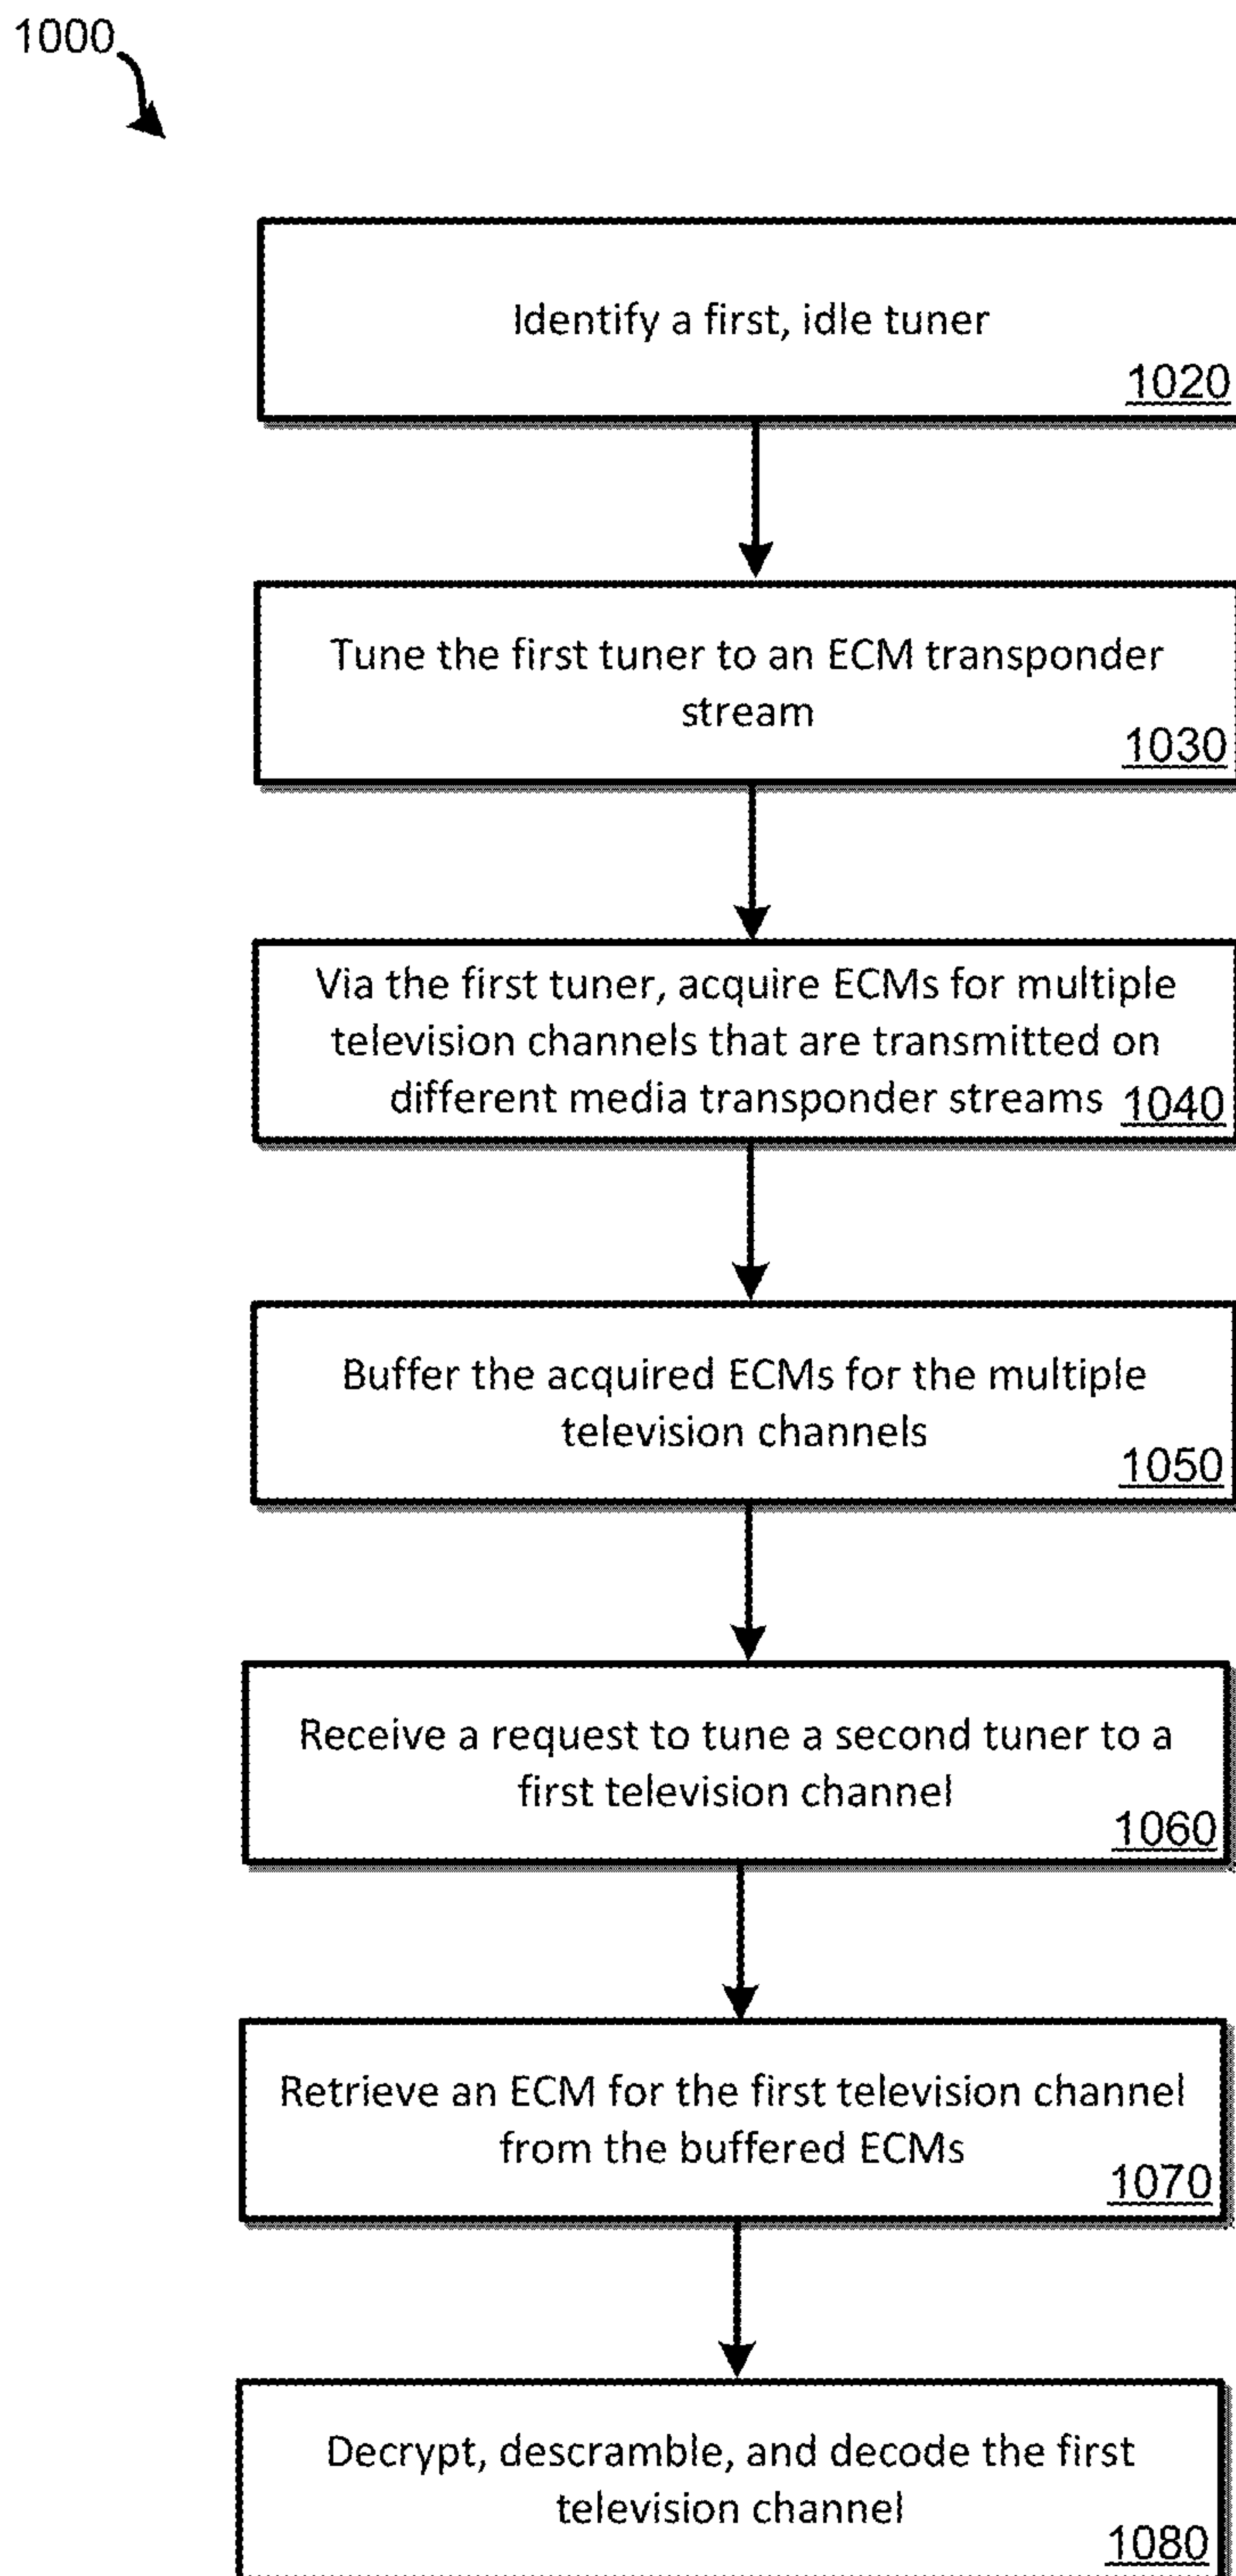 1000
Identify a first, idle tuner
1020
Tune the first tuner to an ECM transponder
stream
1030
Via the first tuner, acquire ECMs for multiple
television channels that are transmitted on
different media transponder streams 1040
Buffer the acquired ECMs for the multiple
television channels
1050
Receive a request to tune a second tuner to a
first television channel
1060
Retrieve an ECM for the first television channel
from the buffered ECMs
1070
Decrypt, descramble, and decode the first
television channel
1080